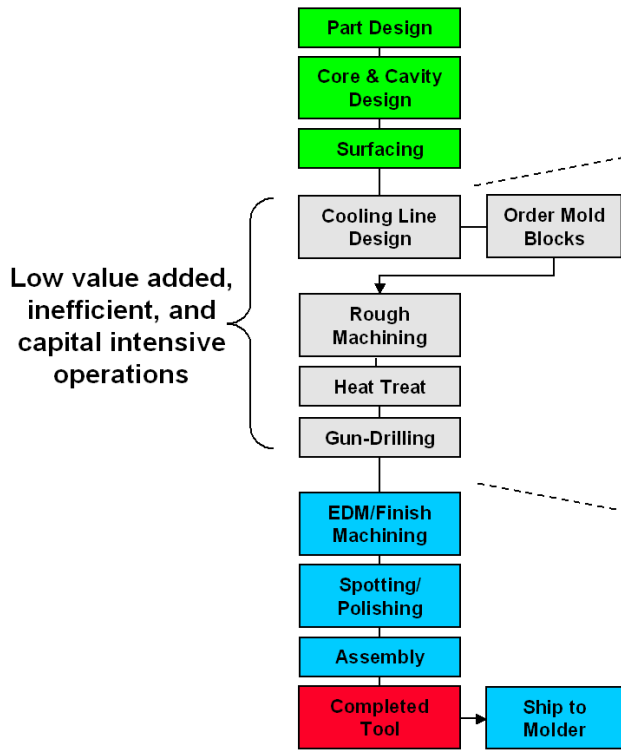 Part Design
Core & Cavity
Design
Surfacing
Cooling Line
Design
Order Mold
Blocks
Low value added,
inefficient, and
capital intensive
operations
Rough
Machining
Heat Treat
Gun-Drilling
EDM/Finish
Machining
Spotting/
Polishing
Assembly
Completed
Tool
Ship to
Molder